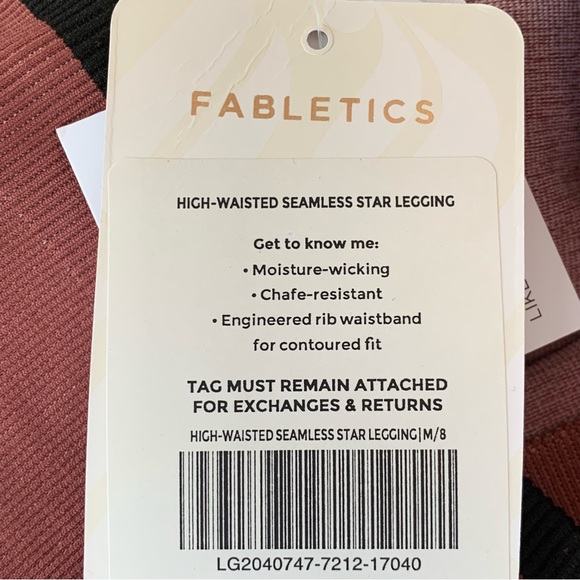 FABLETICS
HIGH-WAISTED SEAMLESS STAR LEGGING
Get to know me:
• Moisture-wicking
• Chafe-resistant
• Engineered rib waistband
for contoured fit
TAG MUST REMAIN ATTACHED
FOR EXCHANGES & RETURNS
HIGH-WAISTED SEAMLESS STAR LEGGING|M/8
LG2040747-7212-17040
LIKE